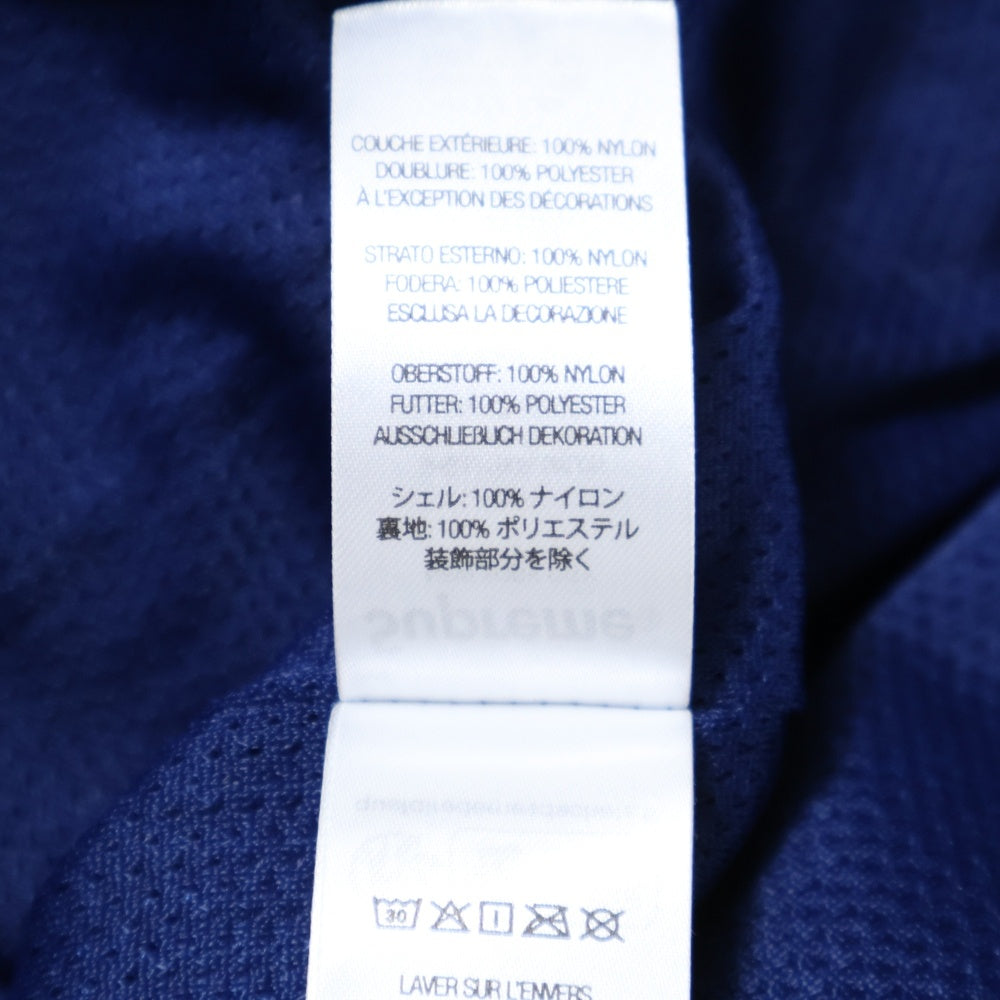 COUCHE EXTÉRIEURE: 100% NYLON
DOUBLURE: 100% POLYESTER
À L'EXCEPTION DES DÉCORATIONS
STRATO ESTERNO: 100% NYLON
FODERA: 100% POLIESTERE
ESCLUSA LA DECORAZIONE
OBERSTOFF: 100% NYLON
FUTTER: 100% POLYESTER
AUSSCHLIEßLICH DEKORATION
シェル: 100% ナイロン
裏地: 100% ポリエステル
装飾部分を除く
Supreme
30
LAVER SUR L'ENVERS